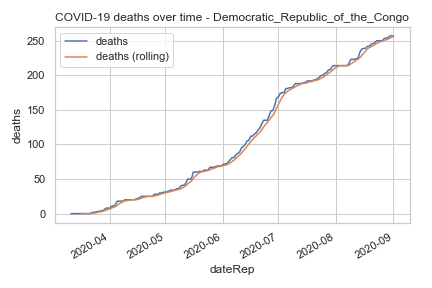 COVID-19 deaths over time - Democratic_Republic_of_the_Congo
deaths
deaths (rolling)
250
200
150
100
50
0
deaths
2020-04
2020-05
2020-06
2020-07
2020-08
2020-09
dateRep